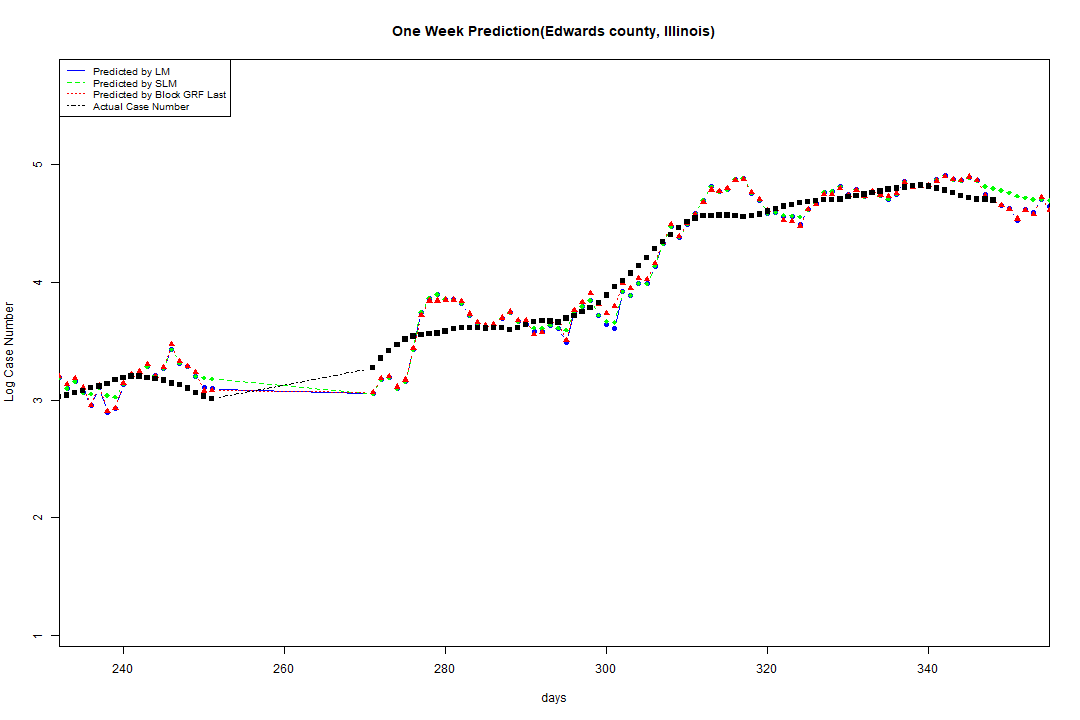 One Week Prediction(Edwards county, Illinois)
Predicted by LM
Predicted by SLM
Predicted by Block GRF Last
Actual Case Number
5
4
3
2
1
Log Case Number
240 260 280 300 320 340
days